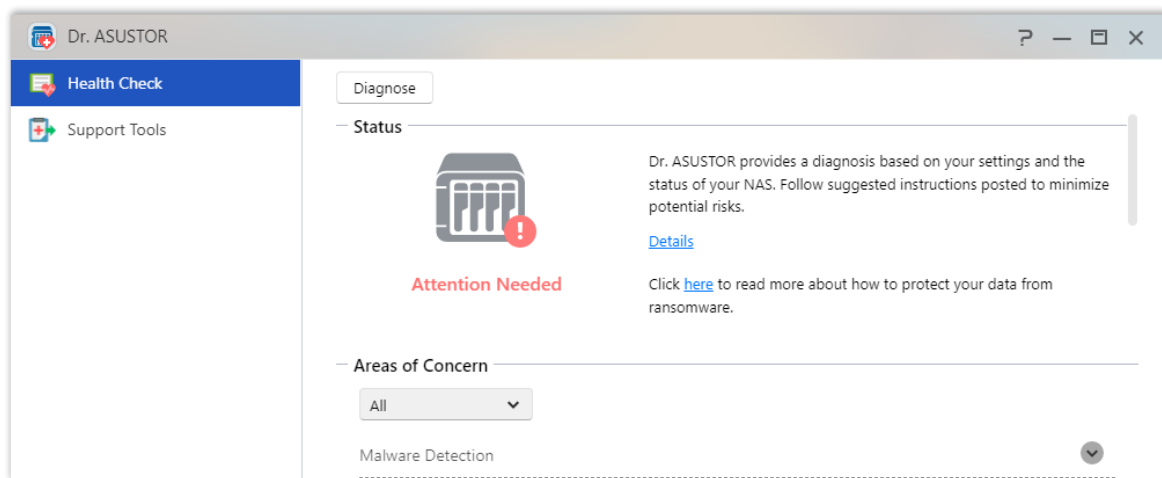 Dr. ASUSTOR
Health Check
Support Tools
Diagnose
Status
Attention Needed
Dr. ASUSTOR provides a diagnosis based on your settings and the
status of your NAS. Follow suggested instructions posted to minimize
potential risks.
Details
Click here to read more about how to protect your data from
ransomware.
Areas of Concern
All
Malware Detection